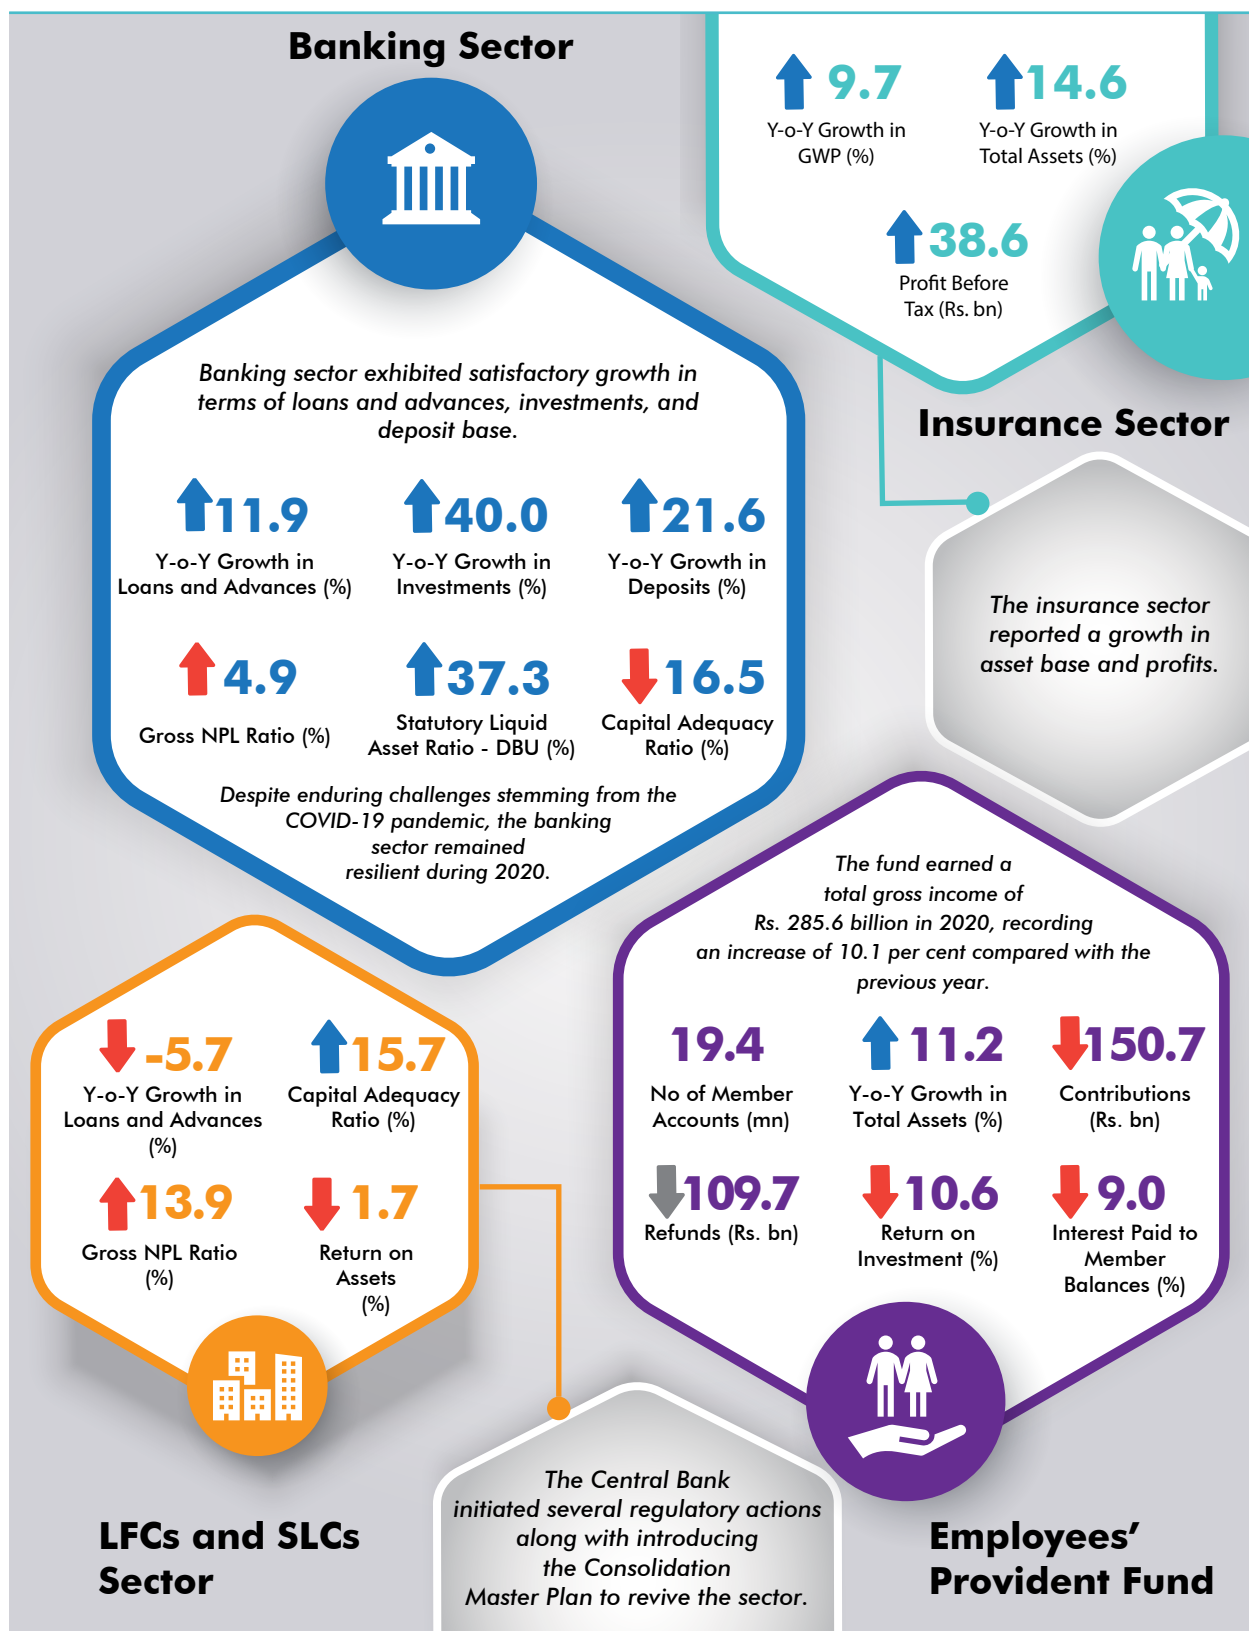 Banking Sector
Banking sector exhibited satisfactory growth in
terms of loans and advances, investments, and
deposit base.
11.9
Y-o-Y Growth in
Loans and Advances (%)
40.0
Y-o-Y Growth in
Investments (%)
21.6
Y-o-Y Growth in
Deposits (%)
4.9
Gross NPL Ratio (%)
37.3
Statutory Liquid
Asset Ratio - DBU (%)
16.5
Capital Adequacy
Ratio (%)
Despite enduring challenges stemming from the
COVID-19 pandemic, the banking
sector remained
resilient during 2020.
9.7
Y-o-Y Growth in
GWP (%)
14.6
Y-o-Y Growth in
Total Assets (%)
38.6
Profit Before
Tax (Rs. bn)
Insurance Sector
The insurance sector
reported a growth in
asset base and profits.
-5.7
Y-o-Y Growth in
Loans and Advances
(%)
15.7
Capital Adequacy
Ratio (%)
13.9
Gross NPL Ratio
(%)
1.7
Return on
Assets
(%)
LFCs and SLCs
Sector
The Central Bank
initiated several regulatory actions
along with introducing
the Consolidation
Master Plan to revive the sector.
The fund earned a
total gross income of
Rs. 285.6 billion in 2020, recording
an increase of 10.1 per cent compared with the
previous year.
19.4
No of Member
Accounts (mn)
11.2
Y-o-Y Growth in
Total Assets (%)
150.7
Contributions
(Rs. bn)
109.7
Refunds (Rs. bn)
10.6
Return on
Investment (%)
9.0
Interest Paid to
Member
Balances (%)
Employees’
Provident Fund